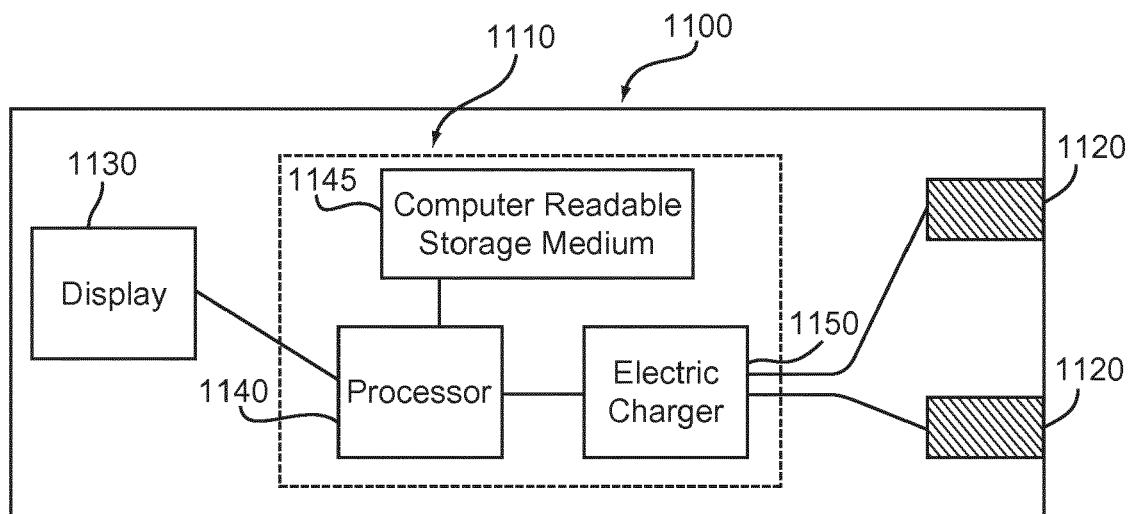 1100
1110
1120
1130
1145
Computer Readable
Storage Medium
Display
1150
1120
Processor
Electric
Charger
1140